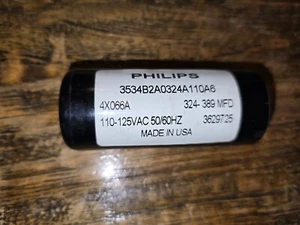 PHILIPS
3534B2A0324A110A6
4X066A 324-389 MFD
110-125VAC 50/60HZ 3629725
MADE IN USA